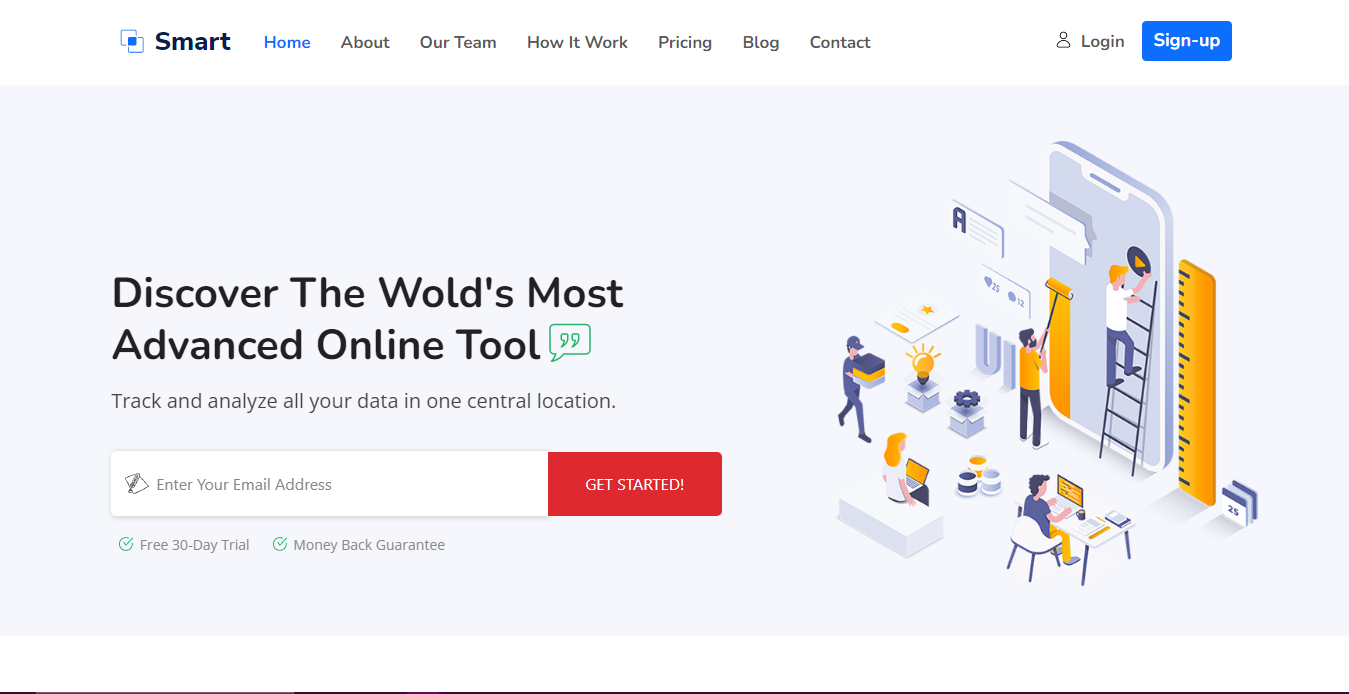 Smart
Home
About
Our Team
How It Work
Pricing
Blog
Contact
Login
Sign-up
Discover The Wold's Most
Advanced Online Tool
Track and analyze all your data in one central location.
Enter Your Email Address
GET STARTED!
Free 30-Day Trial
Money Back Guarantee
A
25
12
UI
25